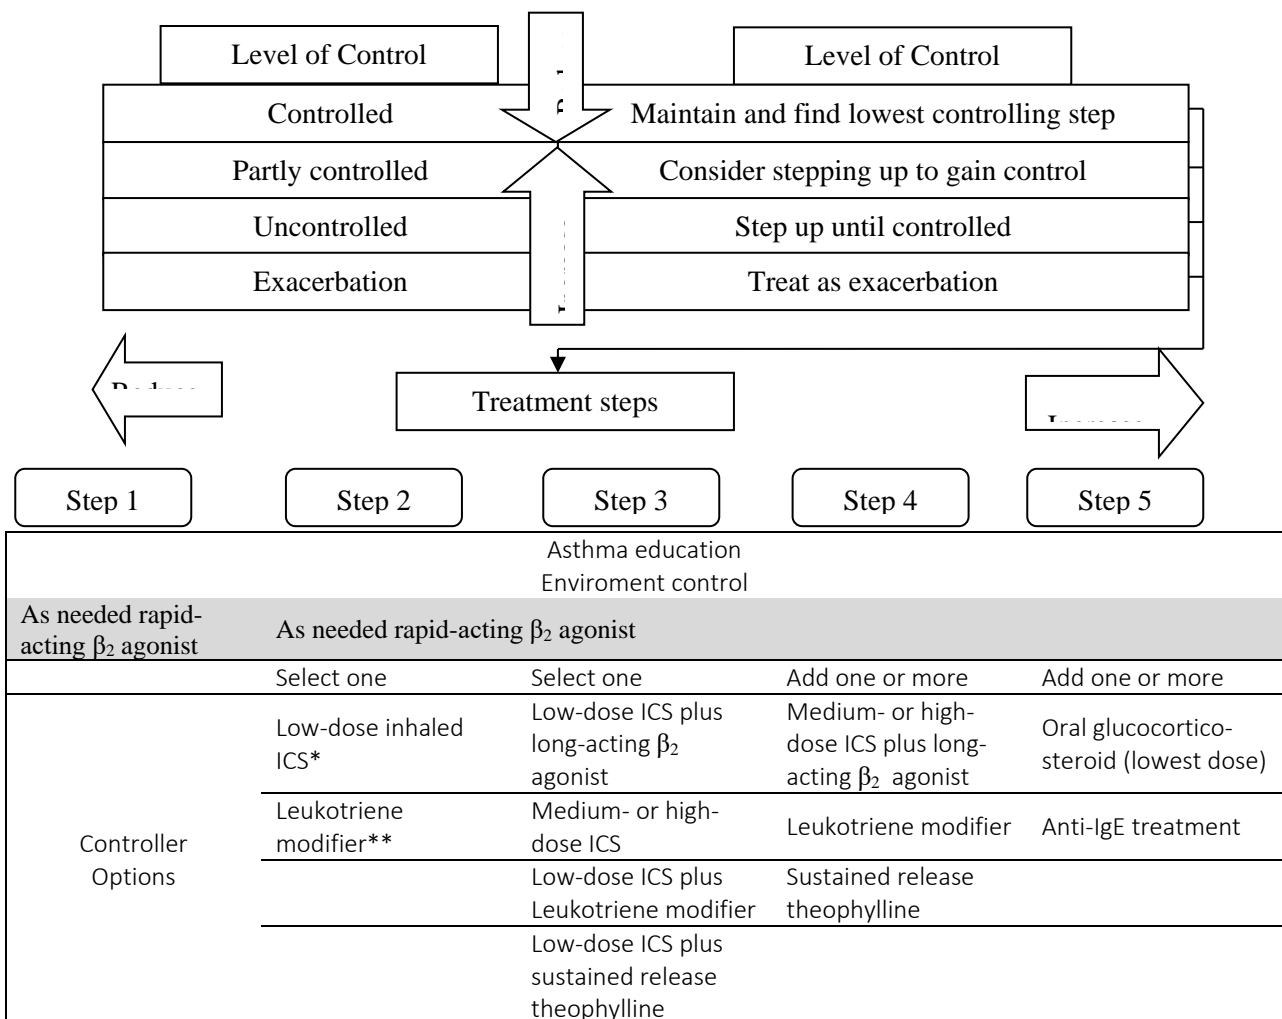 Level of Control
Level of Control
Controlled
Maintain and find lowest controlling step
Partly controlled
Consider stepping up to gain control
Uncontrolled
Step up until controlled
Exacerbation
Treat as exacerbation
Treatment steps
Step 1
Step 2
Step 3
Step 4
Step 5
Asthma education
Enviroment control
As needed rapid-
acting β₂ agonist
As needed rapid-acting β₂ agonist
Select one
Select one
Add one or more
Add one or more
Controller
Options
Low-dose inhaled
ICS*
Low-dose ICS plus
long-acting β₂
agonist
Medium- or high-
dose ICS plus long-
acting β₂ agonist
Oral glucocortico-
steroid (lowest dose)
Leukotriene
modifier**
Medium- or high-
dose ICS
Leukotriene modifier
Anti-IgE treatment
Low-dose ICS plus
Leukotriene modifier
Sustained release
theophylline
Low-dose ICS plus
sustained release
theophylline